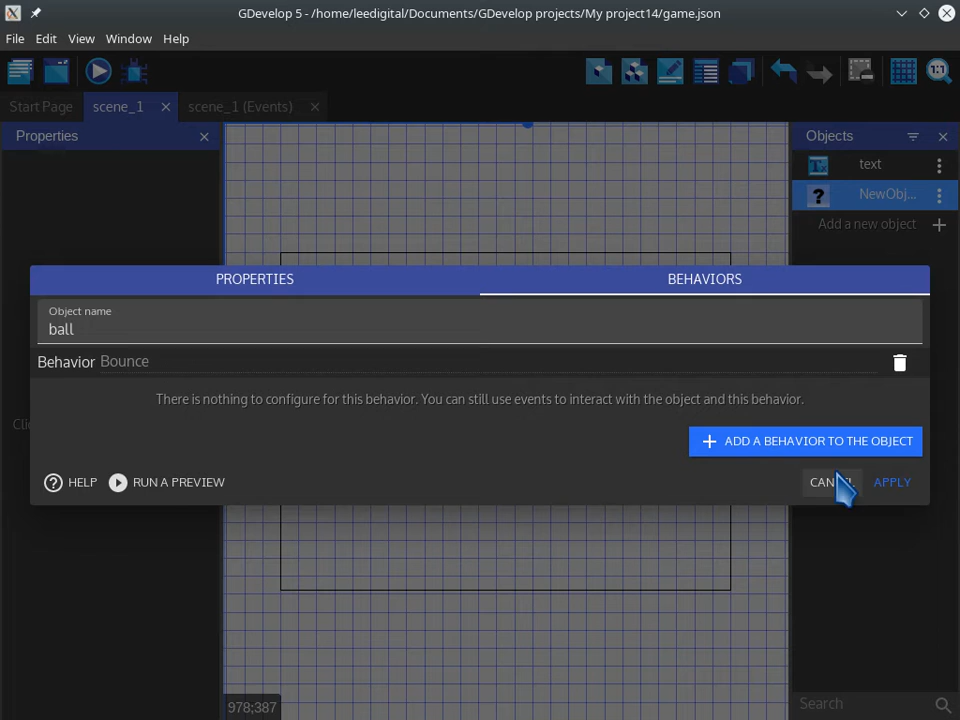 GDevelop 5 - /home/leedigital/Documents/GDevelop projects/My project14/game.json
File Edit View Window Help
1:1
Start Page scene_1 scene_1 (Events)
Properties
Objects
text
NewObj...
Add a new object
PROPERTIES BEHAVIORS
Object name
ball
Behavior Bounce
There is nothing to configure for this behavior. You can still use events to interact with the object and this behavior.
+ ADD A BEHAVIOR TO THE OBJECT
HELP RUN A PREVIEW
APPLY
978;387
Search